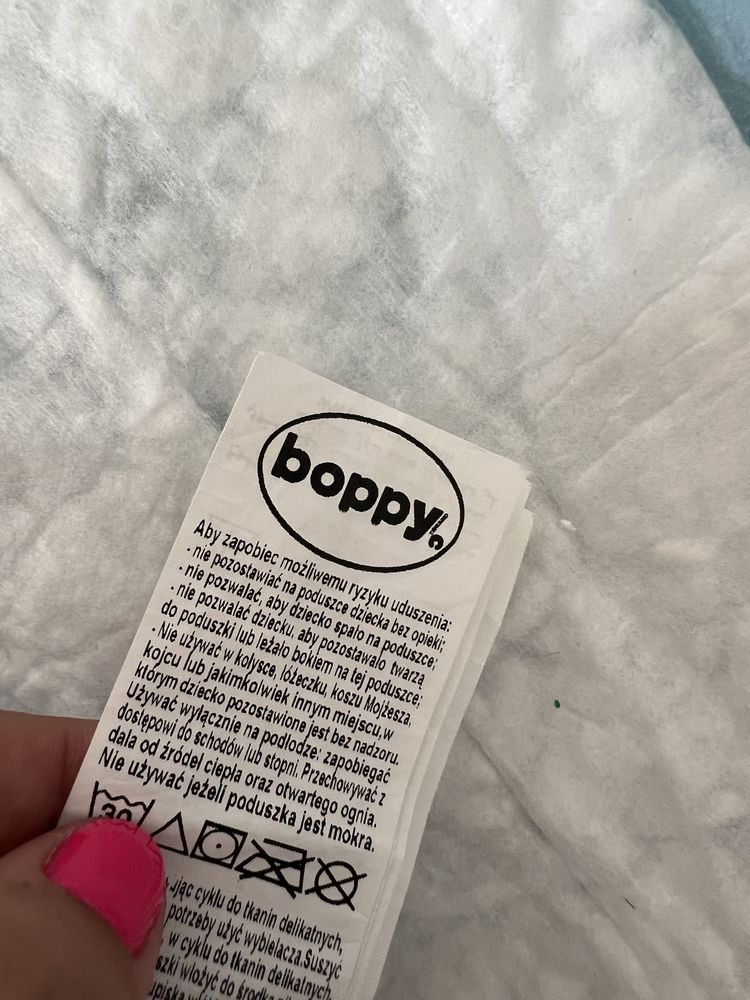 boppy
Aby zapobiec możliwemu ryzyku uduszenia:
- nie pozostawiać na poduszce dziecka bez opieki;
- nie pozwalać, aby dziecko spało na poduszce;
- nie pozwalać dziecku, aby pozostawało twarzą
do poduszki lub leżało bokiem na tej poduszce;
- Nie używać w kołysce, łóżeczku, koszu Mojżesza,
kojcu lub jakimkolwiek innym miejscu, w
którym dziecko pozostawione jest bez nadzoru.
Używać wyłącznie na podłodze; zapobiegać
dostępowi do schodów lub stopni. Przechowywać z
dala od źródeł ciepła oraz otwartego ognia.
Nie używać jeżeli poduszka jest mokra.
30
cyklu do tkanin delikatnych,
potrzeby użyć wybielacza. Suszyć
w cyklu do tkanin delikatnych.
włożyć do środka